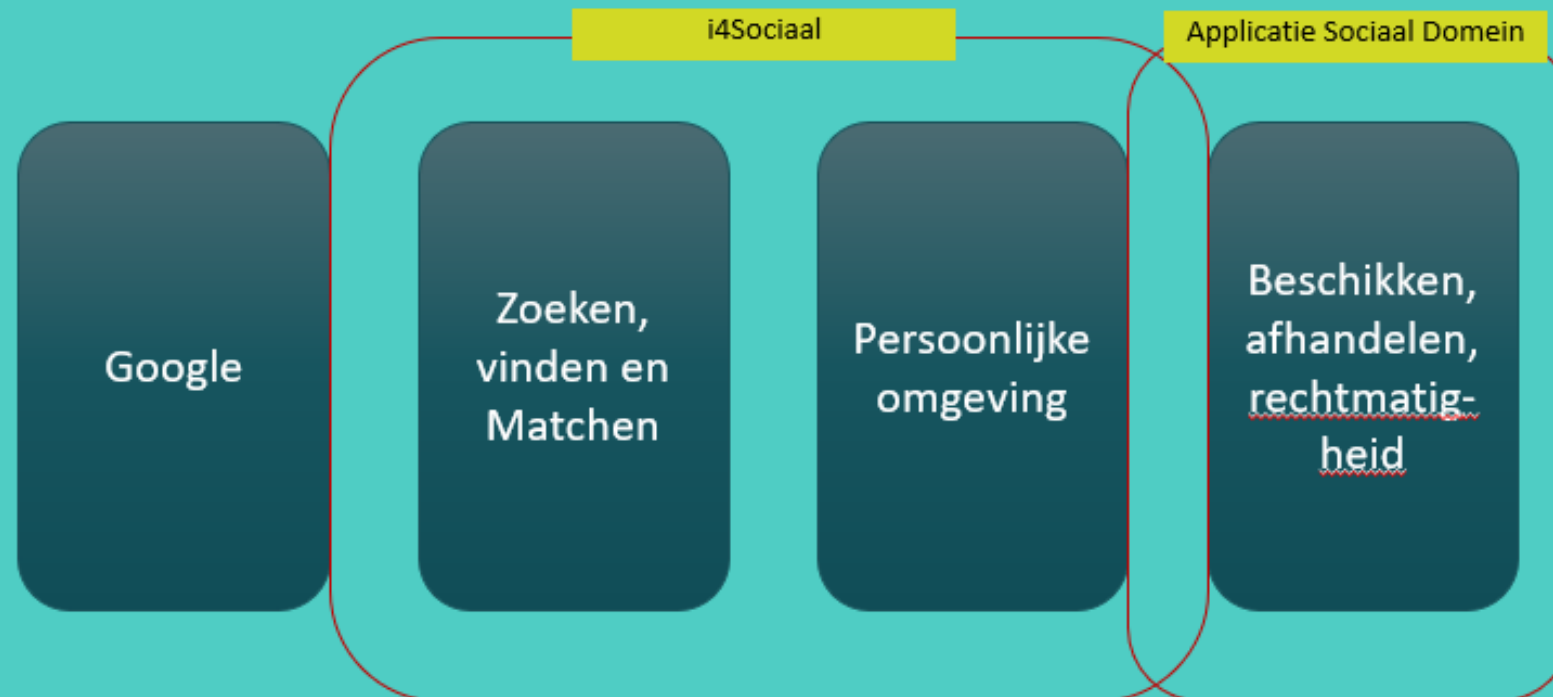 i4Sociaal
Applicatie Sociaal Domein
Google
Zoeken,
vinden en
Matchen
Persoonlijke
omgeving
Beschikken,
afhandelen,
rechtmatig-
heid